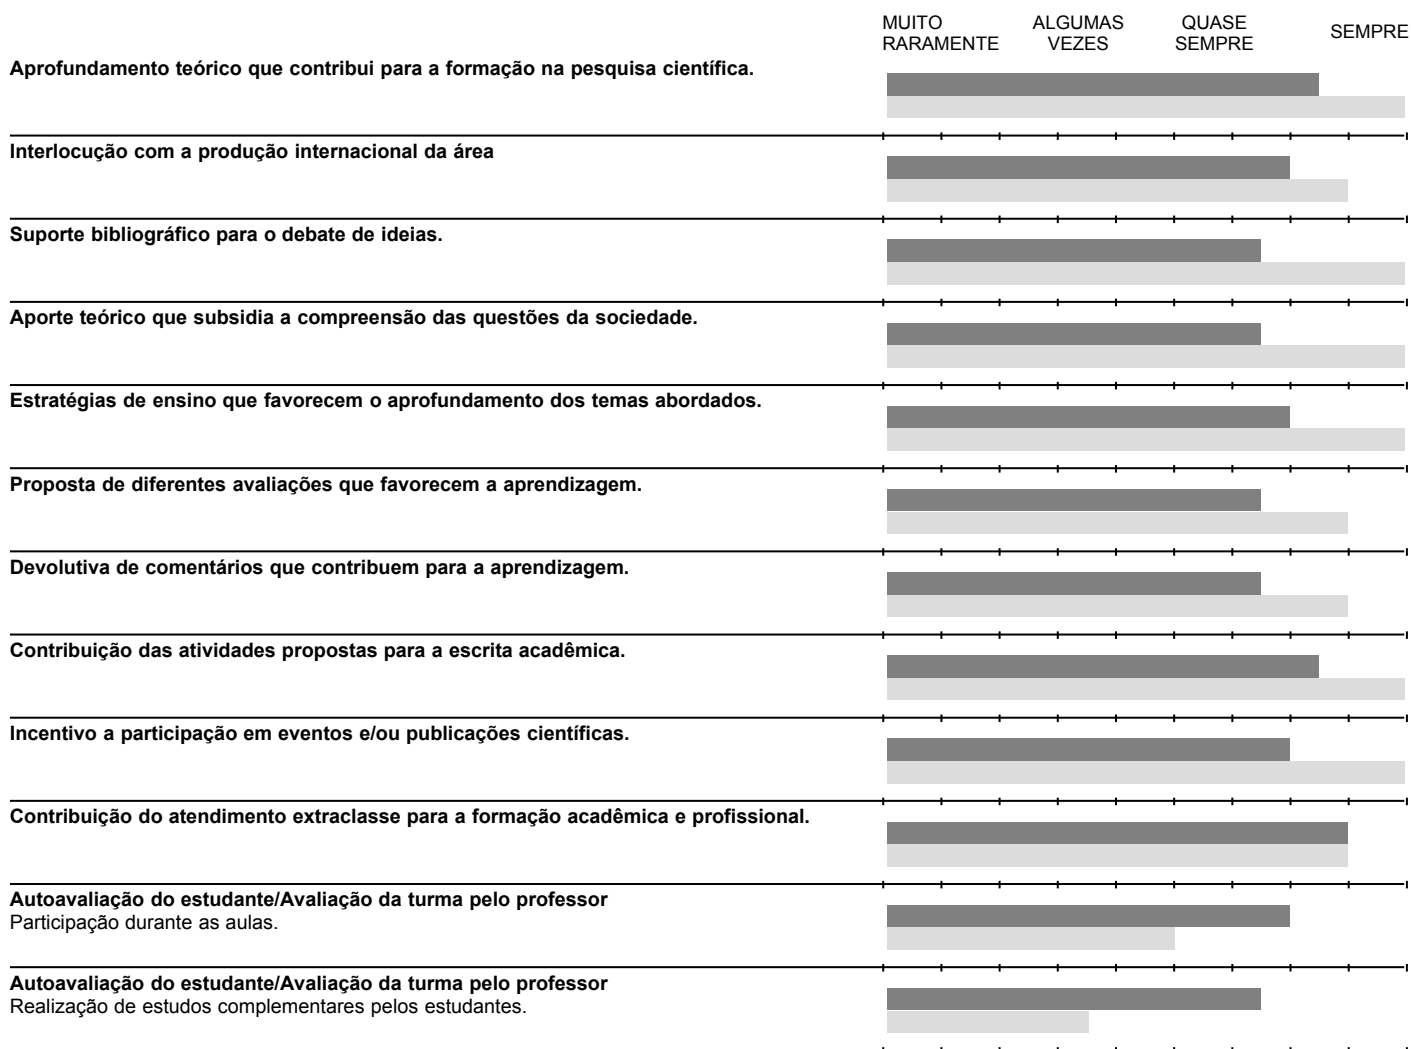 MUITO RARAMENTE
ALGUMAS VEZES
QUASE SEMPRE
SEMPRE
Aprofundamento teórico que contribui para a formação na pesquisa científica.
Interlocução com a produção internacional da área
Suporte bibliográfico para o debate de ideias.
Aporte teórico que subsidia a compreensão das questões da sociedade.
Estratégias de ensino que favorecem o aprofundamento dos temas abordados.
Proposta de diferentes avaliações que favorecem a aprendizagem.
Devolutiva de comentários que contribuem para a aprendizagem.
Contribuição das atividades propostas para a escrita acadêmica.
Incentivo a participação em eventos e/ou publicações científicas.
Contribuição do atendimento extraclasse para a formação acadêmica e profissional.
Autoavaliação do estudante/Avaliação da turma pelo professor
Participação durante as aulas.
Autoavaliação do estudante/Avaliação da turma pelo professor
Realização de estudos complementares pelos estudantes.